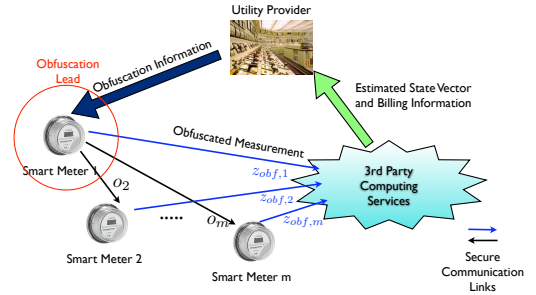 Utility Provider
Obfuscation
Lead
Obfuscation Information
Estimated State Vector
and Billing Information
Obfuscated Measurement
Smart Meter 1
o2
zobf,1
zobf,2
zobf,m
3rd Party
Computing
Services
.....
om
Smart Meter 2
Smart Meter m
Secure
Communication
Links